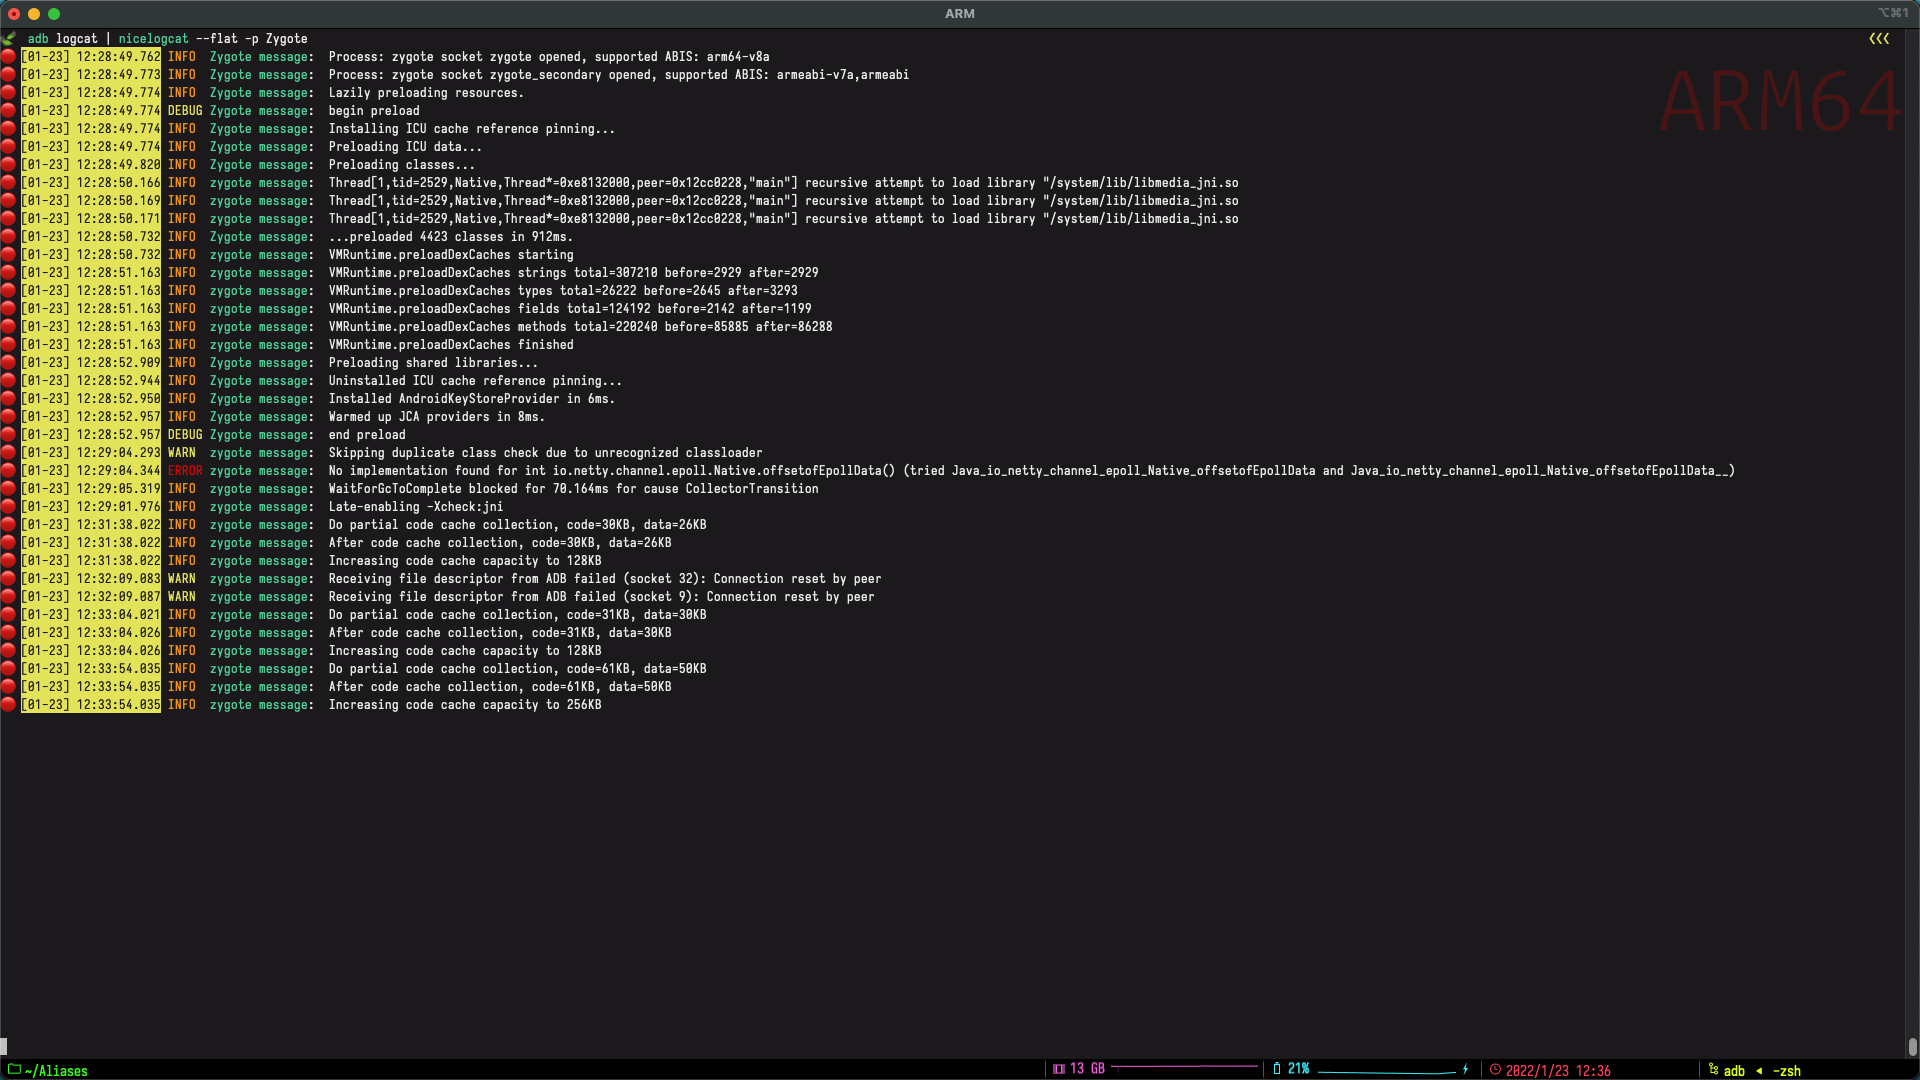 ARM
⌥⌘1
adb logcat | nicelogcat --flat -p Zygote
❮❮❮
ARM64
[01-23] 12:28:49.762 INFO Zygote message: Process: zygote socket zygote opened, supported ABIS: arm64-v8a
[01-23] 12:28:49.773 INFO Zygote message: Process: zygote socket zygote_secondary opened, supported ABIS: armeabi-v7a,armeabi
[01-23] 12:28:49.774 INFO Zygote message: Lazily preloading resources.
[01-23] 12:28:49.774 DEBUG Zygote message: begin preload
[01-23] 12:28:49.774 INFO Zygote message: Installing ICU cache reference pinning...
[01-23] 12:28:49.774 INFO Zygote message: Preloading ICU data...
[01-23] 12:28:49.820 INFO Zygote message: Preloading classes...
[01-23] 12:28:50.166 INFO zygote message: Thread[1,tid=2529,Native,Thread*=0xe8132000,peer=0x12cc0228,"main"] recursive attempt to load library "/system/lib/libmedia_jni.so
[01-23] 12:28:50.169 INFO zygote message: Thread[1,tid=2529,Native,Thread*=0xe8132000,peer=0x12cc0228,"main"] recursive attempt to load library "/system/lib/libmedia_jni.so
[01-23] 12:28:50.171 INFO zygote message: Thread[1,tid=2529,Native,Thread*=0xe8132000,peer=0x12cc0228,"main"] recursive attempt to load library "/system/lib/libmedia_jni.so
[01-23] 12:28:50.732 INFO Zygote message: ...preloaded 4423 classes in 912ms.
[01-23] 12:28:50.732 INFO zygote message: VMRuntime.preloadDexCaches starting
[01-23] 12:28:51.163 INFO zygote message: VMRuntime.preloadDexCaches strings total=307210 before=2929 after=2929
[01-23] 12:28:51.163 INFO zygote message: VMRuntime.preloadDexCaches types total=26222 before=2645 after=3293
[01-23] 12:28:51.163 INFO zygote message: VMRuntime.preloadDexCaches fields total=124192 before=2142 after=1199
[01-23] 12:28:51.163 INFO zygote message: VMRuntime.preloadDexCaches methods total=220240 before=85885 after=86288
[01-23] 12:28:51.163 INFO zygote message: VMRuntime.preloadDexCaches finished
[01-23] 12:28:52.909 INFO Zygote message: Preloading shared libraries...
[01-23] 12:28:52.944 INFO Zygote message: Uninstalled ICU cache reference pinning...
[01-23] 12:28:52.950 INFO Zygote message: Installed AndroidKeyStoreProvider in 6ms.
[01-23] 12:28:52.957 INFO Zygote message: Warmed up JCA providers in 8ms.
[01-23] 12:28:52.957 DEBUG Zygote message: end preload
[01-23] 12:29:04.293 WARN zygote message: Skipping duplicate class check due to unrecognized classloader
[01-23] 12:29:04.344 ERROR zygote message: No implementation found for int io.netty.channel.epoll.Native.offsetofEpollData() (tried Java_io_netty_channel_epoll_Native_offsetofEpollData and Java_io_netty_channel_epoll_Native_offsetofEpollData__)
[01-23] 12:29:05.319 INFO zygote message: WaitForGcToComplete blocked for 70.164ms for cause CollectorTransition
[01-23] 12:29:01.976 INFO zygote message: Late-enabling -Xcheck:jni
[01-23] 12:31:38.022 INFO zygote message: Do partial code cache collection, code=30KB, data=26KB
[01-23] 12:31:38.022 INFO zygote message: After code cache collection, code=30KB, data=26KB
[01-23] 12:31:38.022 INFO zygote message: Increasing code cache capacity to 128KB
[01-23] 12:32:09.083 WARN zygote message: Receiving file descriptor from ADB failed (socket 32): Connection reset by peer
[01-23] 12:32:09.087 WARN zygote message: Receiving file descriptor from ADB failed (socket 9): Connection reset by peer
[01-23] 12:33:04.021 INFO zygote message: Do partial code cache collection, code=31KB, data=30KB
[01-23] 12:33:04.026 INFO zygote message: After code cache collection, code=31KB, data=30KB
[01-23] 12:33:04.026 INFO zygote message: Increasing code cache capacity to 128KB
[01-23] 12:33:54.035 INFO zygote message: Do partial code cache collection, code=61KB, data=50KB
[01-23] 12:33:54.035 INFO zygote message: After code cache collection, code=61KB, data=50KB
[01-23] 12:33:54.035 INFO zygote message: Increasing code cache capacity to 256KB
~/Aliases
13 GB
21%
2022/1/23 12:36
adb ◂ -zsh